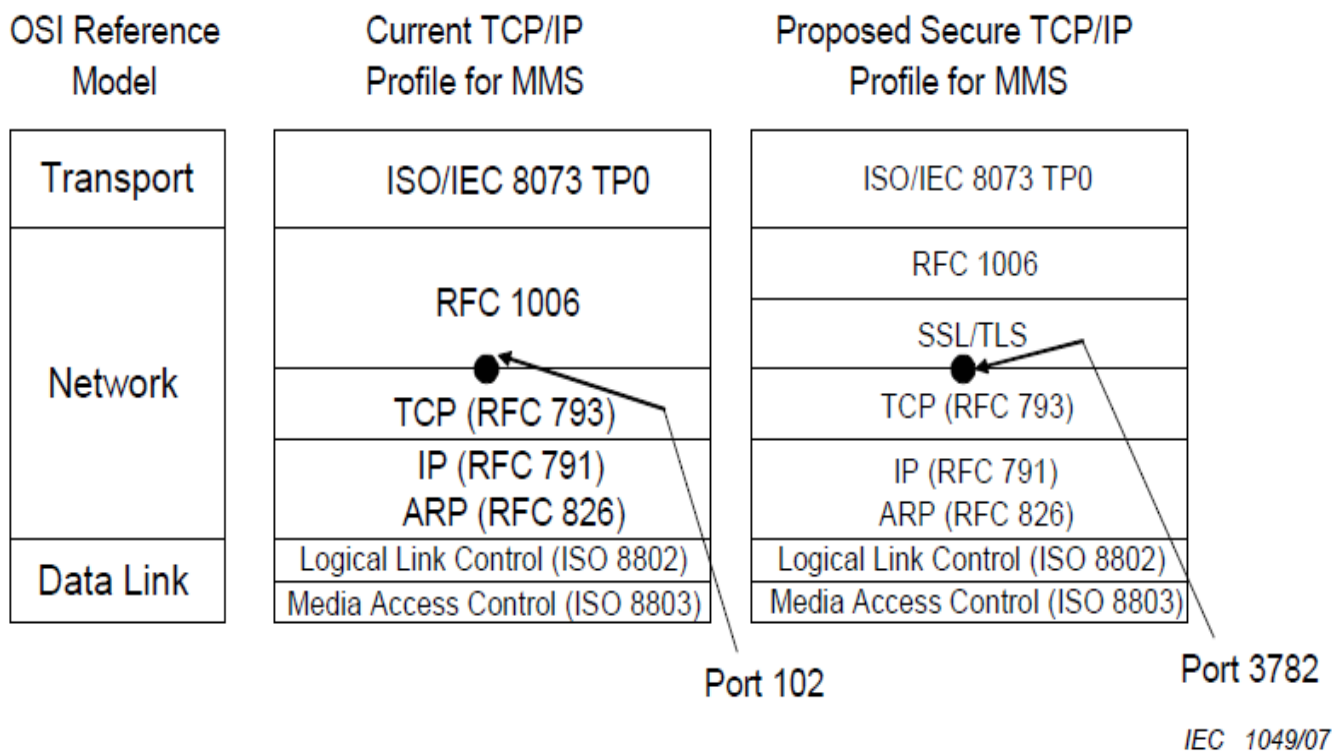 OSI Reference
Model
Current TCP/IP
Profile for MMS
Proposed Secure TCP/IP
Profile for MMS
Transport
Network
Data Link
ISO/IEC 8073 TP0
RFC 1006
TCP (RFC 793)
IP (RFC 791)
ARP (RFC 826)
Logical Link Control (ISO 8802)
Media Access Control (ISO 8803)
Port 102
ISO/IEC 8073 TP0
RFC 1006
SSL/TLS
TCP (RFC 793)
IP (RFC 791)
ARP (RFC 826)
Logical Link Control (ISO 8802)
Media Access Control (ISO 8803)
Port 3782
IEC 1049/07